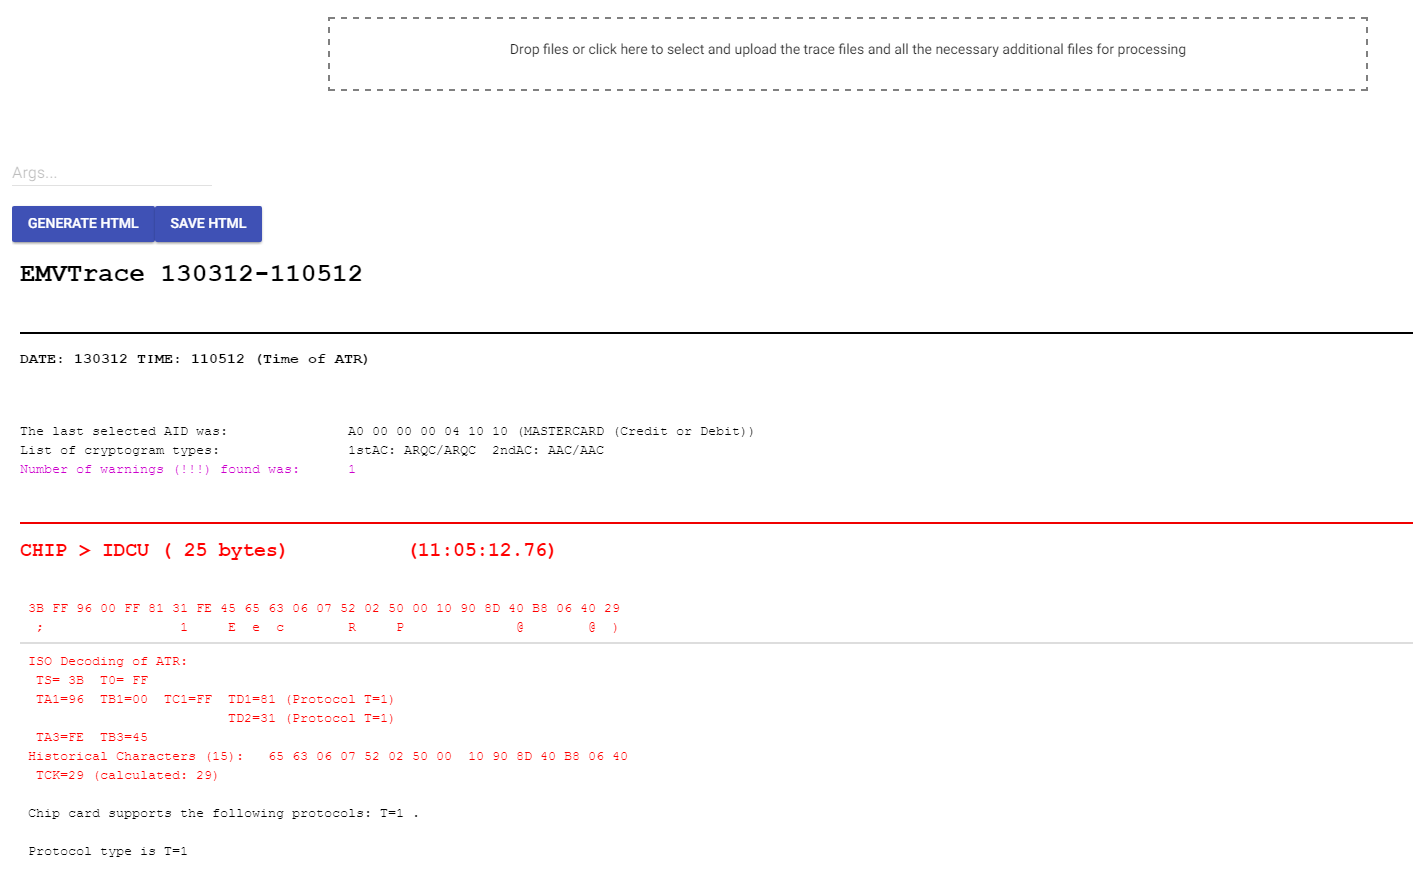 Drop files or click here to select and upload the trace files and all the necessary additional files for processing
Args...
GENERATE HTML SAVE HTML
EMVTrace 130312-110512
DATE: 130312 TIME: 110512 (Time of ATR)
The last selected AID was: A0 00 00 00 04 10 10 (MASTERCARD (Credit or Debit))
List of cryptogram types: 1stAC: ARQC/ARQC 2ndAC: AAC/AAC
Number of warnings (!!!) found was: 1
CHIP > IDCU ( 25 bytes) (11:05:12.76)
3B FF 96 00 FF 81 31 FE 45 65 63 06 07 52 02 50 00 10 90 8D 40 B8 06 40 29
; 1 E e c R P @ @ )
ISO Decoding of ATR:
TS= 3B T0= FF
TA1=96 TB1=00 TC1=FF TD1=81 (Protocol T=1)
TD2=31 (Protocol T=1)
TA3=FE TB3=45
Historical Characters (15): 65 63 06 07 52 02 50 00 10 90 8D 40 B8 06 40
TCK=29 (calculated: 29)
Chip card supports the following protocols: T=1 .
Protocol type is T=1